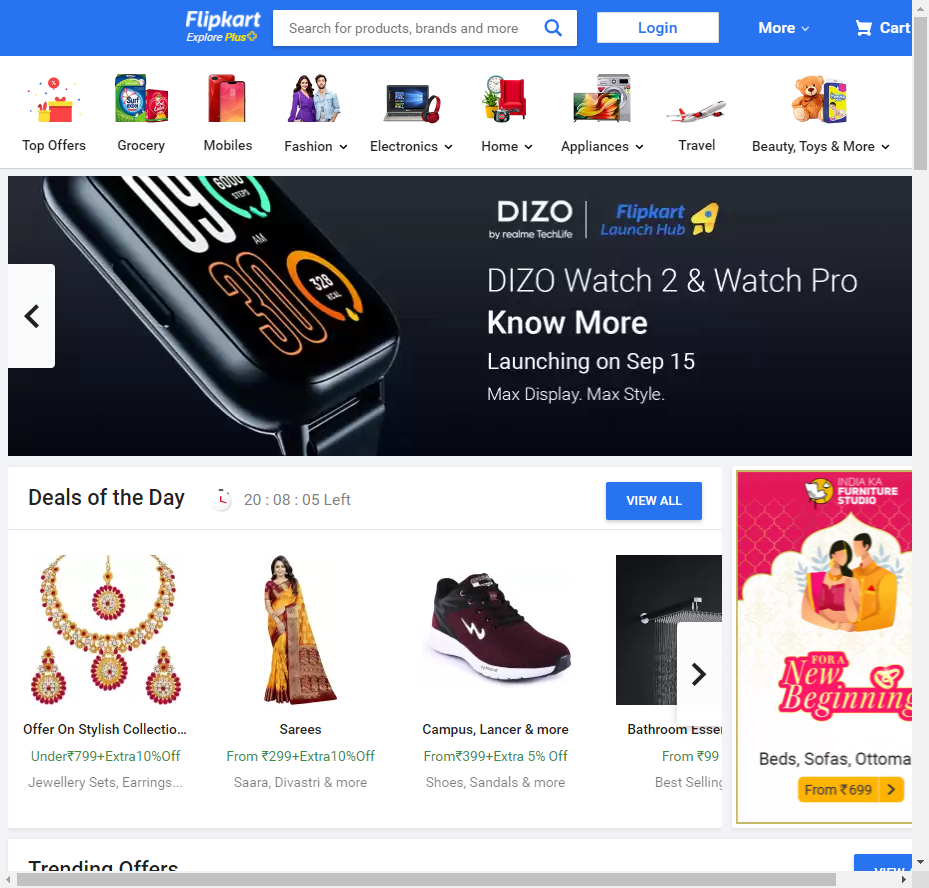 Flipkart
Explore Plus
Search for products, brands and more
Login
More
Cart
Top Offers
Grocery
Mobiles
Fashion
Electronics
Home
Appliances
Travel
Beauty, Toys & More
6000
STEPS
09
AM
30
328
KCAL
DIZO
by realme TechLife
Flipkart
Launch Hub
DIZO Watch 2 & Watch Pro
Know More
Launching on Sep 15
Max Display. Max Style.
Deals of the Day
20 : 08 : 05 Left
VIEW ALL
INDIA KA
FURNITURE
STUDIO
FOR A
New
Beginning
Beds, Sofas, Ottoma
From ₹699
Offer On Stylish Collectio...
Under₹799+Extra10%Off
Jewellery Sets, Earrings...
Sarees
From ₹299+Extra10%Off
Saara, Divastri & more
Campus, Lancer & more
From₹399+Extra 5% Off
Shoes, Sandals & more
Bathroom Essen
From ₹99
Best Selling
Trending Offers
VIEW